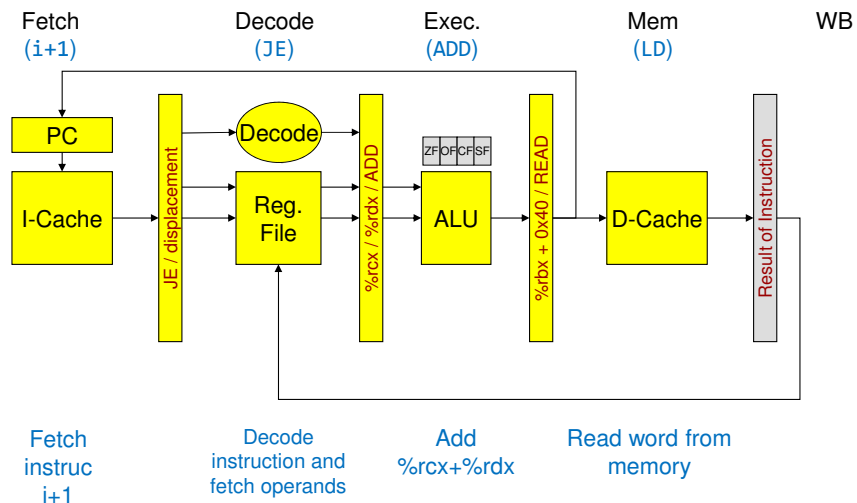 Fetch
(i+1)
Decode
(JE)
Exec.
(ADD)
Mem
(LD)
WB
PC
I-Cache
JE / displacement
Decode
Reg.
File
%rcx / %rdx / ADD
ZF OF CF SF
ALU
%rbx + 0x40 / READ
D-Cache
Result of Instruction
Fetch
instruc
i+1
Decode
instruction and
fetch operands
Add
%rcx+%rdx
Read word from
memory